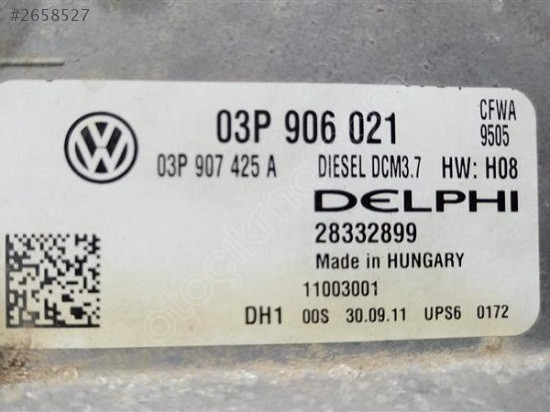 #2658527
03P 906 021
CFWA
9505
03P 907 425 A DIESEL DCM3.7 HW: H08
DELPHI
28332899
Made in HUNGARY
11003001
DH1 00S 30.09.11 UPS6 0172